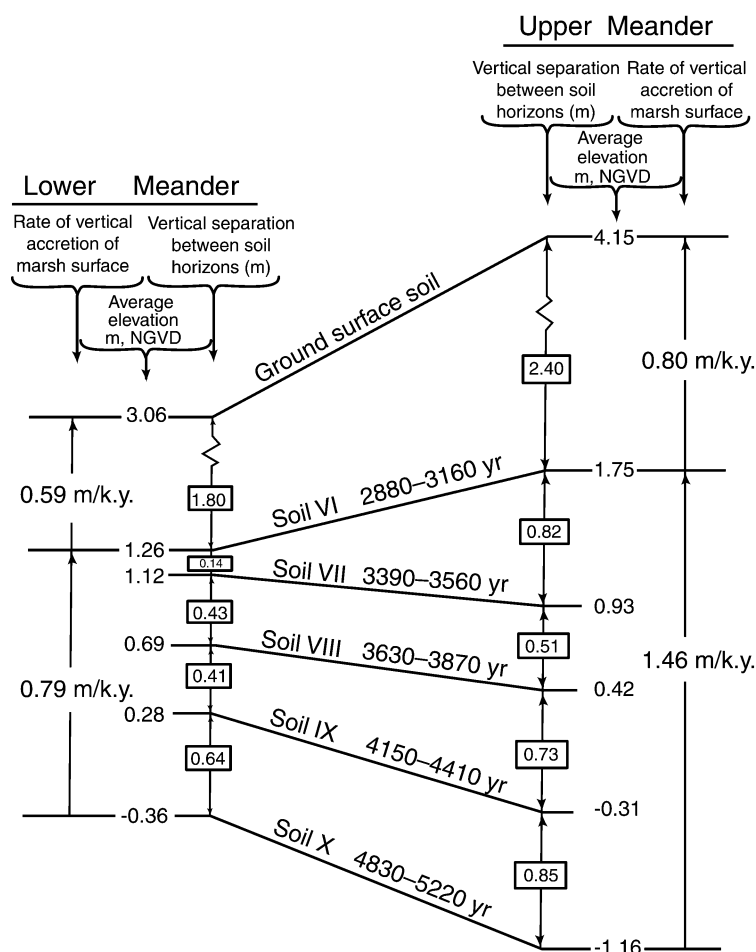 Upper Meander
Vertical separation
between soil
horizons (m)
Rate of vertical
accretion of
marsh surface
Average
elevation
m, NGVD
Lower Meander
Rate of vertical
accretion of
marsh surface
Vertical separation
between soil
horizons (m)
Average
elevation
m, NGVD
4.15
Ground surface soil
2.40
0.80 m/k.y.
3.06
1.80
0.59 m/k.y.
Soil VI 2880–3160 yr
1.75
1.26
0.14
0.82
1.12
Soil VII 3390–3560 yr
0.93
0.43
0.51
0.69
Soil VIII 3630–3870 yr
1.46 m/k.y.
0.79 m/k.y.
0.41
0.42
0.28
Soil IX 4150–4410 yr
0.73
0.64
-0.31
-0.36
Soil X 4830–5220 yr
0.85
-1.16